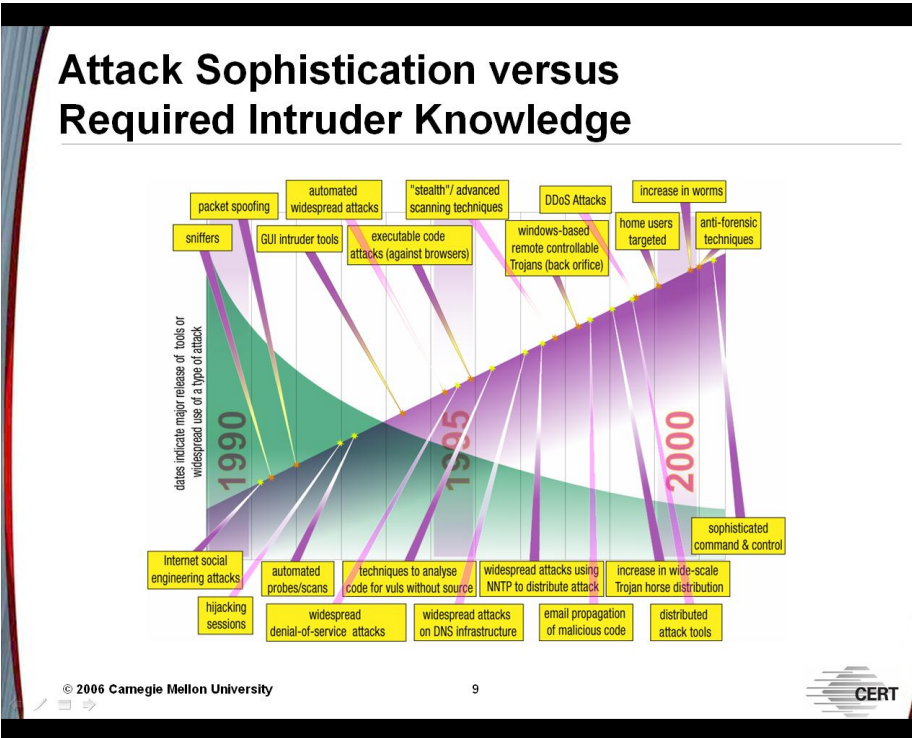 Attack Sophistication versus
Required Intruder Knowledge
packet spoofing
automated
widespread attacks
"stealth"/ advanced
scanning techniques
DDoS Attacks
increase in worms
sniffers
GUI intruder tools
executable code
attacks (against browsers)
windows-based
remote controllable
Trojans (back orifice)
home users
targeted
anti-forensic
techniques
dates indicate major release of tools or
widespread use of a type of attack
1990
1995
2000
sophisticated
command & control
Internet social
engineering attacks
automated
probes/scans
techniques to analyse
code for vuls without source
widespread attacks using
NNTP to distribute attack
increase in wide-scale
Trojan horse distribution
hijacking
sessions
widespread
denial-of-service attacks
widespread attacks
on DNS infrastructure
email propagation
of malicious code
distributed
attack tools
© 2006 Carnegie Mellon University
9
CERT